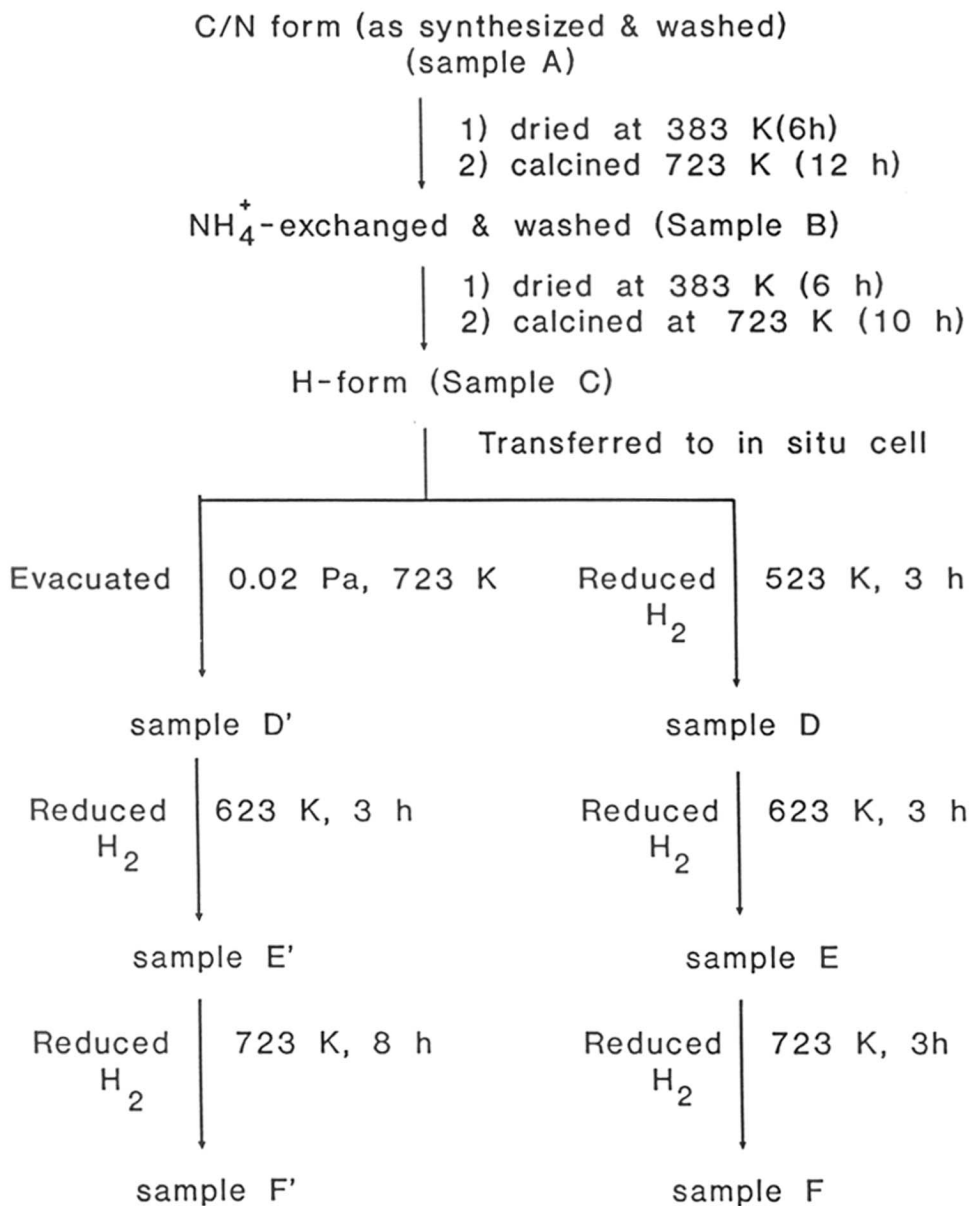 C/N form (as synthesized & washed)
(sample A)
1) dried at 383 K(6h)
2) calcined 723 K (12 h)
NH4+-exchanged & washed (Sample B)
1) dried at 383 K (6 h)
2) calcined at 723 K (10 h)
H-form (Sample C)
Transferred to in situ cell
Evacuated 0.02 Pa, 723 K
Reduced H2 523 K, 3 h
sample D'
sample D
Reduced H2 623 K, 3 h
Reduced H2 623 K, 3 h
sample E'
sample E
Reduced H2 723 K, 8 h
Reduced H2 723 K, 3h
sample F'
sample F